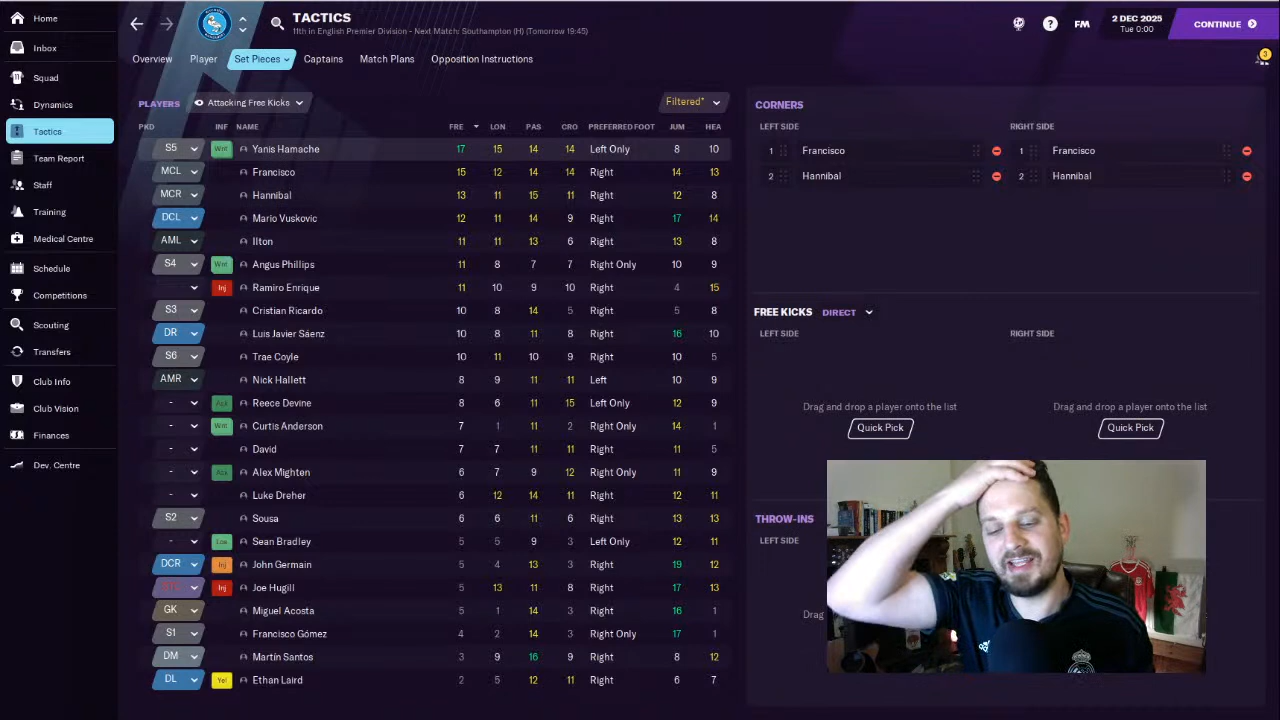 Home
Inbox
Squad
Dynamics
Tactics
Team Report
Staff
Training
Medical Centre
Schedule
Competitions
Scouting
Transfers
Club Info
Club Vision
Finances
Dev. Centre
TACTICS
11th in English Premier Division - Next Match: Southampton (H) (Tomorrow 19:45)
FM
2 DEC 2025
Tue 0:00
CONTINUE
3
Overview Player Set Pieces Captains Match Plans Opposition Instructions
PLAYERS Attacking Free Kicks Filtered*
PKD INF NAME FRE LON PAS CRO PREFERRED FOOT JUM HEA
S5 Wnt Yanis Hamache 17 15 14 14 Left Only 8 10
MCL Francisco 15 12 14 14 Right 14 13
MCR Hannibal 13 11 15 11 Right 12 8
DCL Mario Vuskovic 12 11 14 9 Right 17 14
AML Ilton 11 11 13 6 Right 13 8
S4 Wnt Angus Phillips 11 8 7 7 Right Only 10 9
Inj Ramiro Enrique 11 10 9 10 Right 4 15
S3 Cristian Ricardo 10 8 14 5 Right 5 8
DR Luis Javier Sáenz 10 8 11 8 Right 16 10
S6 Trae Coyle 10 11 10 9 Right 10 5
AMR Nick Hallett 8 9 11 11 Left 10 9
- Reece Devine 8 6 11 15 Left Only 12 9
- Wnt Curtis Anderson 7 1 11 2 Right Only 14 1
- David 7 7 11 11 Right 11 5
- Alex Mighten 6 7 9 12 Right Only 11 9
- Luke Dreher 6 12 14 11 Right 12 11
S2 Sousa 6 6 11 6 Right 13 13
- Loa Sean Bradley 5 5 9 3 Left Only 12 11
DCR Inj John Germain 5 4 13 3 Right 19 12
Inj Joe Hugill 5 13 11 8 Right 17 13
GK Miguel Acosta 5 1 14 3 Right 16 1
S1 Francisco Gómez 4 2 14 3 Right Only 17 1
DM Martín Santos 3 9 16 9 Right 8 12
DL Yel Ethan Laird 2 5 12 11 Right 6 7
CORNERS
LEFT SIDE RIGHT SIDE
1 Francisco 1 Francisco
2 Hannibal 2 Hannibal
FREE KICKS DIRECT
LEFT SIDE RIGHT SIDE
Drag and drop a player onto the list Drag and drop a player onto the list
Quick Pick Quick Pick
THROW-INS
LEFT SIDE
Drag